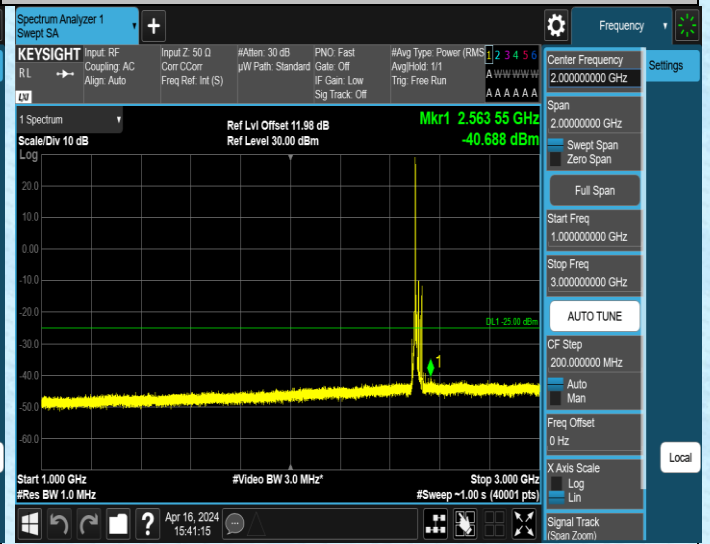 Spectrum Analyzer 1
Swept SA
Frequency
KEYSIGHT
RL
LXI
Input: RF
Coupling: AC
Align: Auto
Input Z: 50 Ω
Corr CCorr
Freq Ref: Int (S)
#Atten: 30 dB
µW Path: Standard
PNO: Fast
Gate: Off
IF Gain: Low
Sig Track: Off
#Avg Type: Power (RMS
Avg|Hold: 1/1
Trig: Free Run
1 2 3 4 5 6
A W W W W W
A A A A A A
1 Spectrum
Scale/Div 10 dB
Log
Ref Lvl Offset 11.98 dB
Ref Level 30.00 dBm
Mkr1 2.563 55 GHz
-40.688 dBm
20.0
10.0
0.00
-10.0
-20.0
DL1 -25.00 dBm
-30.0
1
-40.0
-50.0
-60.0
Start 1.000 GHz
#Res BW 1.0 MHz
#Video BW 3.0 MHz*
Stop 3.000 GHz
#Sweep ~1.00 s (40001 pts)
?
Apr 16, 2024
15:41:15
Center Frequency
2.000000000 GHz
Span
2.00000000 GHz
Swept Span
Zero Span
Full Span
Start Freq
1.000000000 GHz
Stop Freq
3.000000000 GHz
AUTO TUNE
CF Step
200.000000 MHz
Auto
Man
Freq Offset
0 Hz
X Axis Scale
Log
Lin
Signal Track
(Span Zoom)
Settings
Local